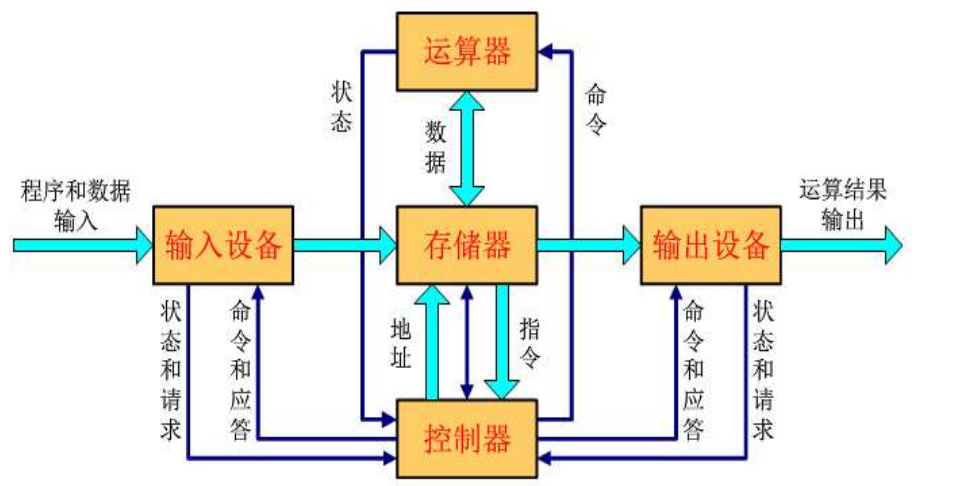 运算器
状态
命令
数据
程序和数据
输入
运算结果
输出
输入设备
存储器
输出设备
状态和请求
命令和应答
地址
指令
命令和应答
状态和请求
控制器